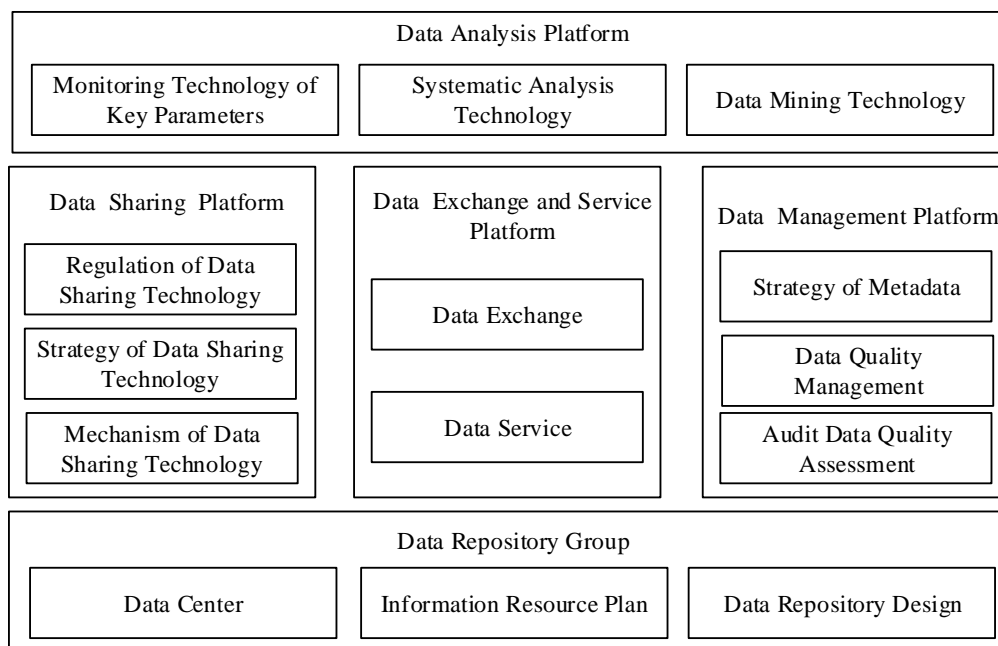 Data Analysis Platform
Monitoring Technology of
Key Parameters
Systematic Analysis
Technology
Data Mining Technology
Data Sharing Platform
Regulation of Data
Sharing Technology
Strategy of Data Sharing
Technology
Mechanism of Data
Sharing Technology
Data Exchange and Service
Platform
Data Exchange
Data Service
Data Management Platform
Strategy of Metadata
Data Quality
Management
Audit Data Quality
Assessment
Data Repository Group
Data Center
Information Resource Plan
Data Repository Design